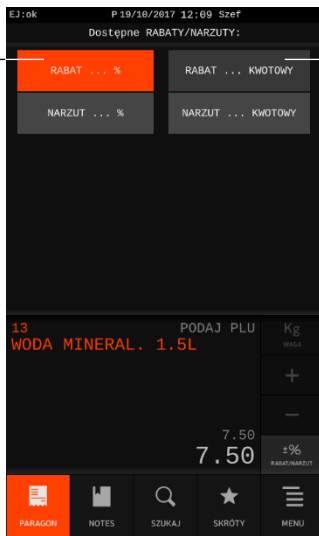 EJ:ok P 19/10/2017 12:09 Szef
Dostępne RABATY/NARZUTY:
RABAT ... % RABAT ... KWOTOWY
NARZUT ... % NARZUT ... KWOTOWY
13 PODAJ PLU Kg
WODA MINERAL. 1.5L WAGA
+
−
7.50
7.50 ±%
RABAT/NARZUT
PARAGON NOTES SZUKAJ SKRÓTY MENU